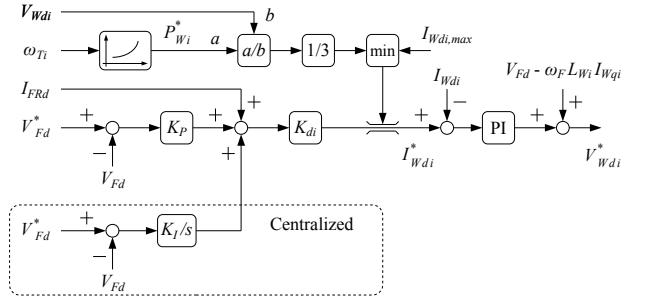 V_Wdi
b
ω_Ti
P*_Wi
a
a/b
1/3
min
I_Wdi,max
I_FRd
I_Wdi
V_Fd - ω_F L_Wi I_Wqi
V*_Fd
+
−
V_Fd
K_P
+
+
+
K_di
+
−
I*_Wdi
PI
+
+
V*_Wdi
V*_Fd
+
−
V_Fd
K_I/s
Centralized